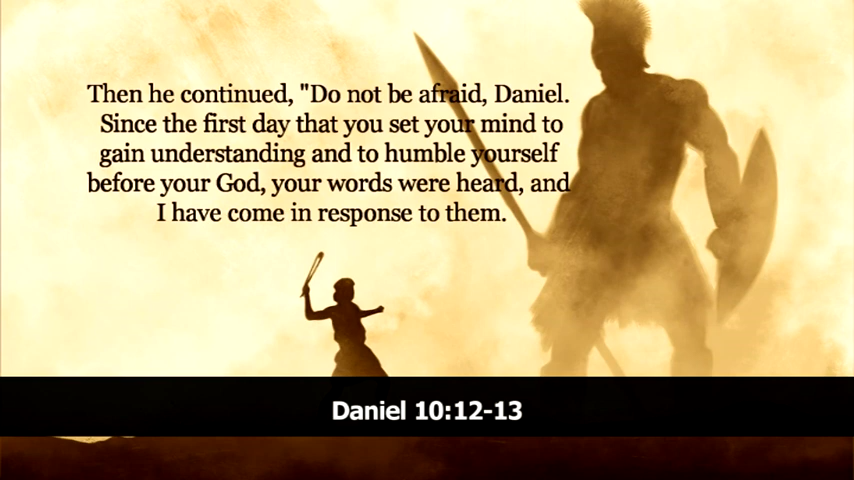 Then he continued, "Do not be afraid, Daniel.
Since the first day that you set your mind to
gain understanding and to humble yourself
before your God, your words were heard, and
I have come in response to them.
Daniel 10:12-13